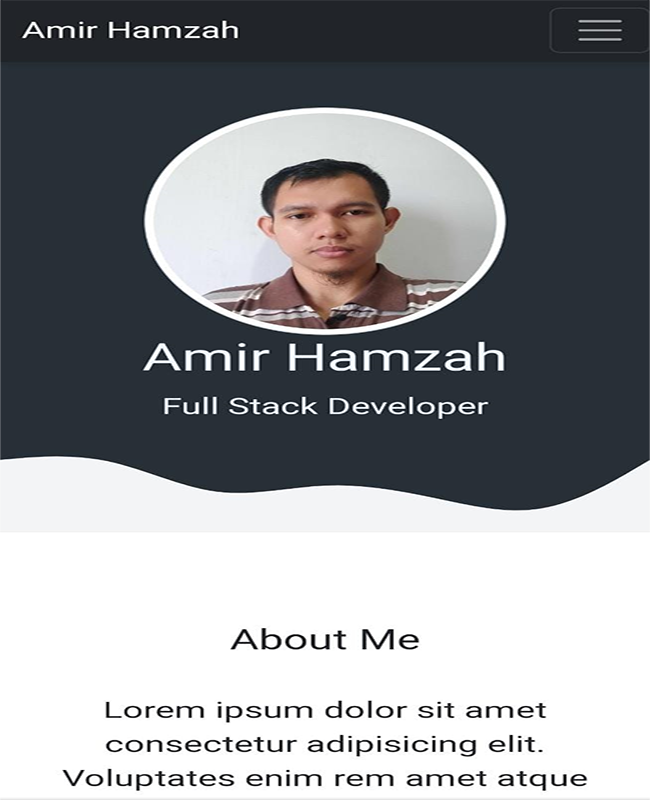 Amir Hamzah
Amir Hamzah
Full Stack Developer
About Me
Lorem ipsum dolor sit amet
consectetur adipisicing elit.
Voluptates enim rem amet atque